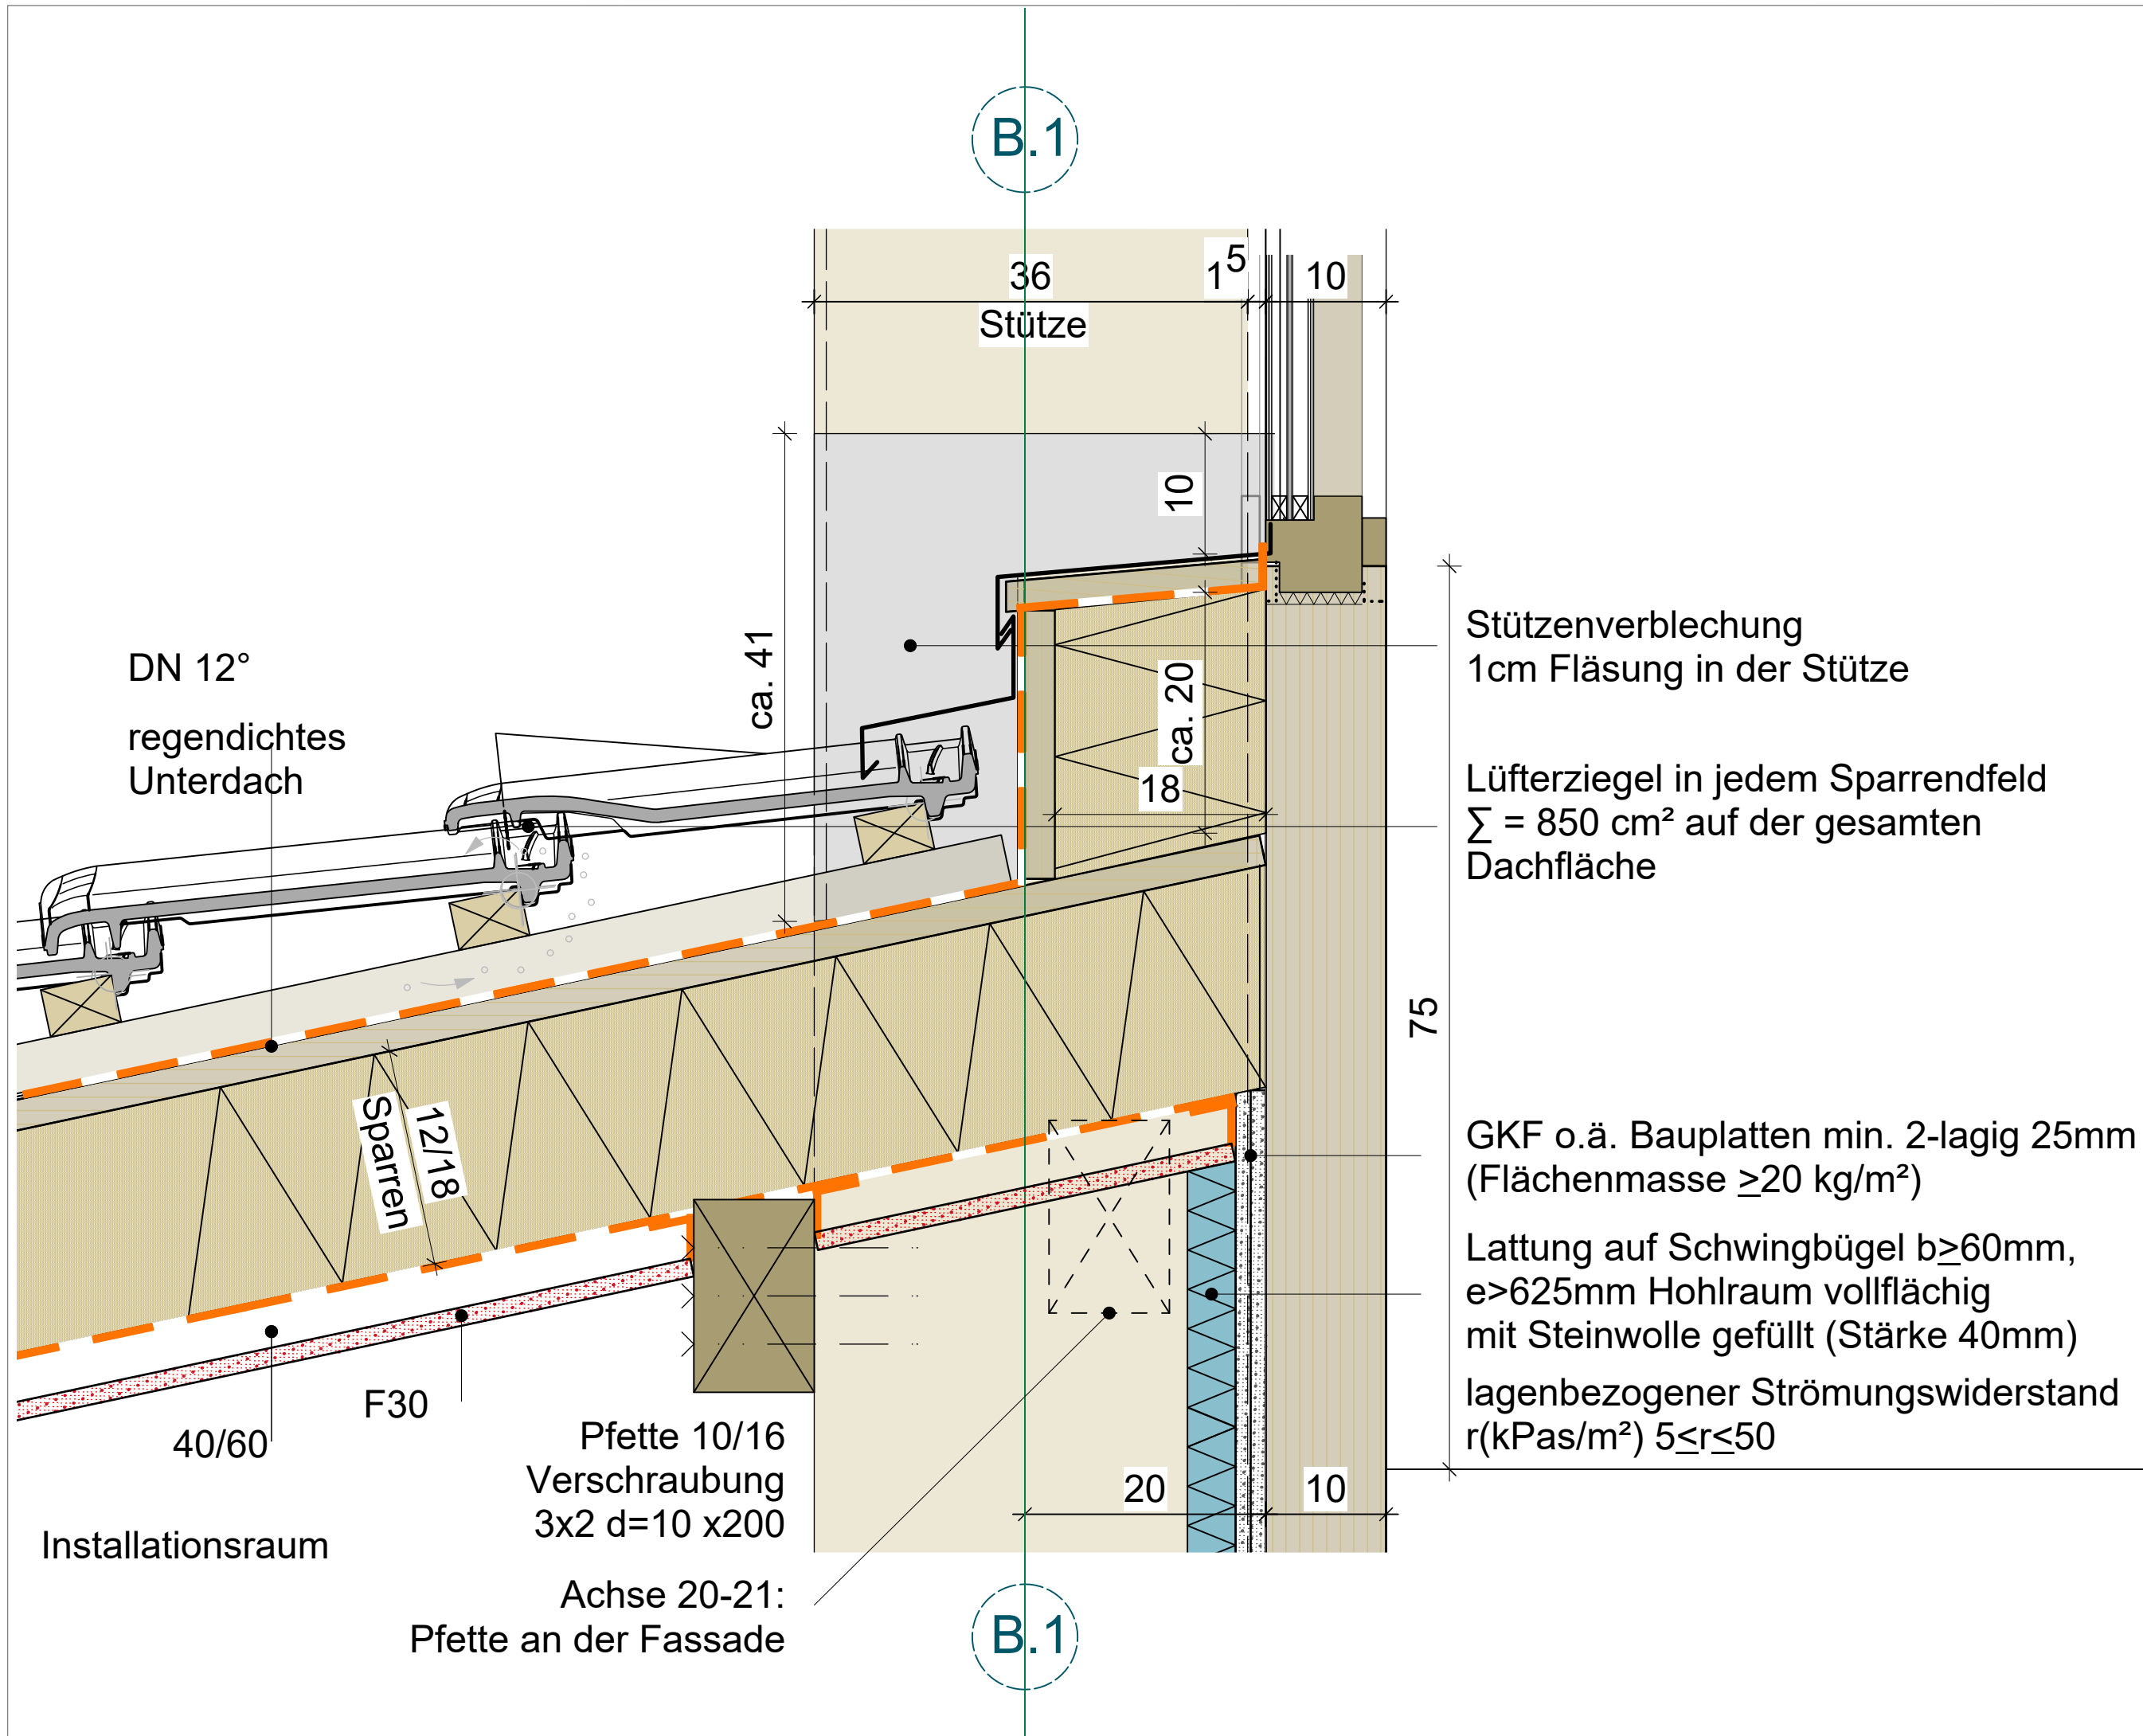 B.1
36
1⁵
10
Stütze
10
ca. 41
ca. 20
18
DN 12°
regendichtes
Unterdach
Stützenverblechung
1cm Fläsung in der Stütze
Lüfterziegel in jedem Sparrendfeld
∑ = 850 cm² auf der gesamten
Dachfläche
75
12/18
Sparren
GKF o.ä. Bauplatten min. 2-lagig 25mm
(Flächenmasse ≥20 kg/m²)
Lattung auf Schwingbügel b≥60mm,
e>625mm Hohlraum vollflächig
mit Steinwolle gefüllt (Stärke 40mm)
lagenbezogener Strömungswiderstand
r(kPas/m²) 5≤r≤50
F30
40/60
Pfette 10/16
Verschraubung
3x2 d=10 x200
20
10
Installationsraum
Achse 20-21:
Pfette an der Fassade
B.1